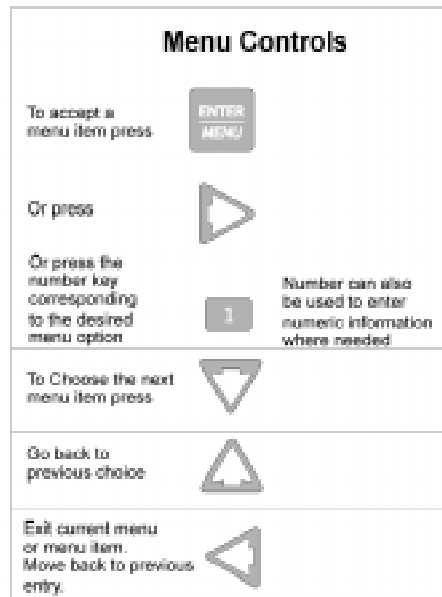 Menu Controls
To accept a
menu item press
ENTER
MENU
Or press
Or press the
number key
corresponding
to the desired
menu option
1
Number can also
be used to enter
numeric information
where needed
To Choose the next
menu item press
Go back to
previous choice
Exit current menu
or menu item.
Move back to previous
entry.